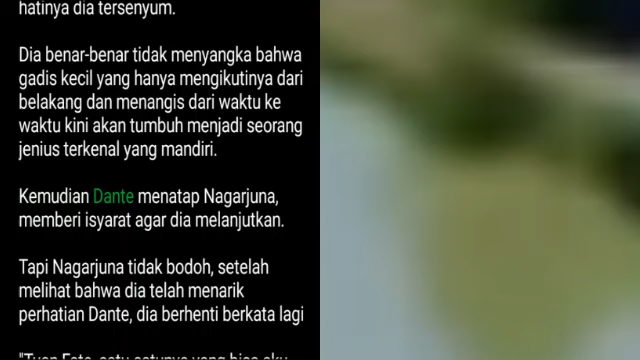 hatinya dia tersenyum.
Dia benar-benar tidak menyangka bahwa
gadis kecil yang hanya mengikutinya dari
belakang dan menangis dari waktu ke
waktu kini akan tumbuh menjadi seorang
jenius terkenal yang mandiri.
Kemudian Dante menatap Nagarjuna,
memberi isyarat agar dia melanjutkan.
Tapi Nagarjuna tidak bodoh, setelah
melihat bahwa dia telah menarik
perhatian Dante, dia berhenti berkata lagi